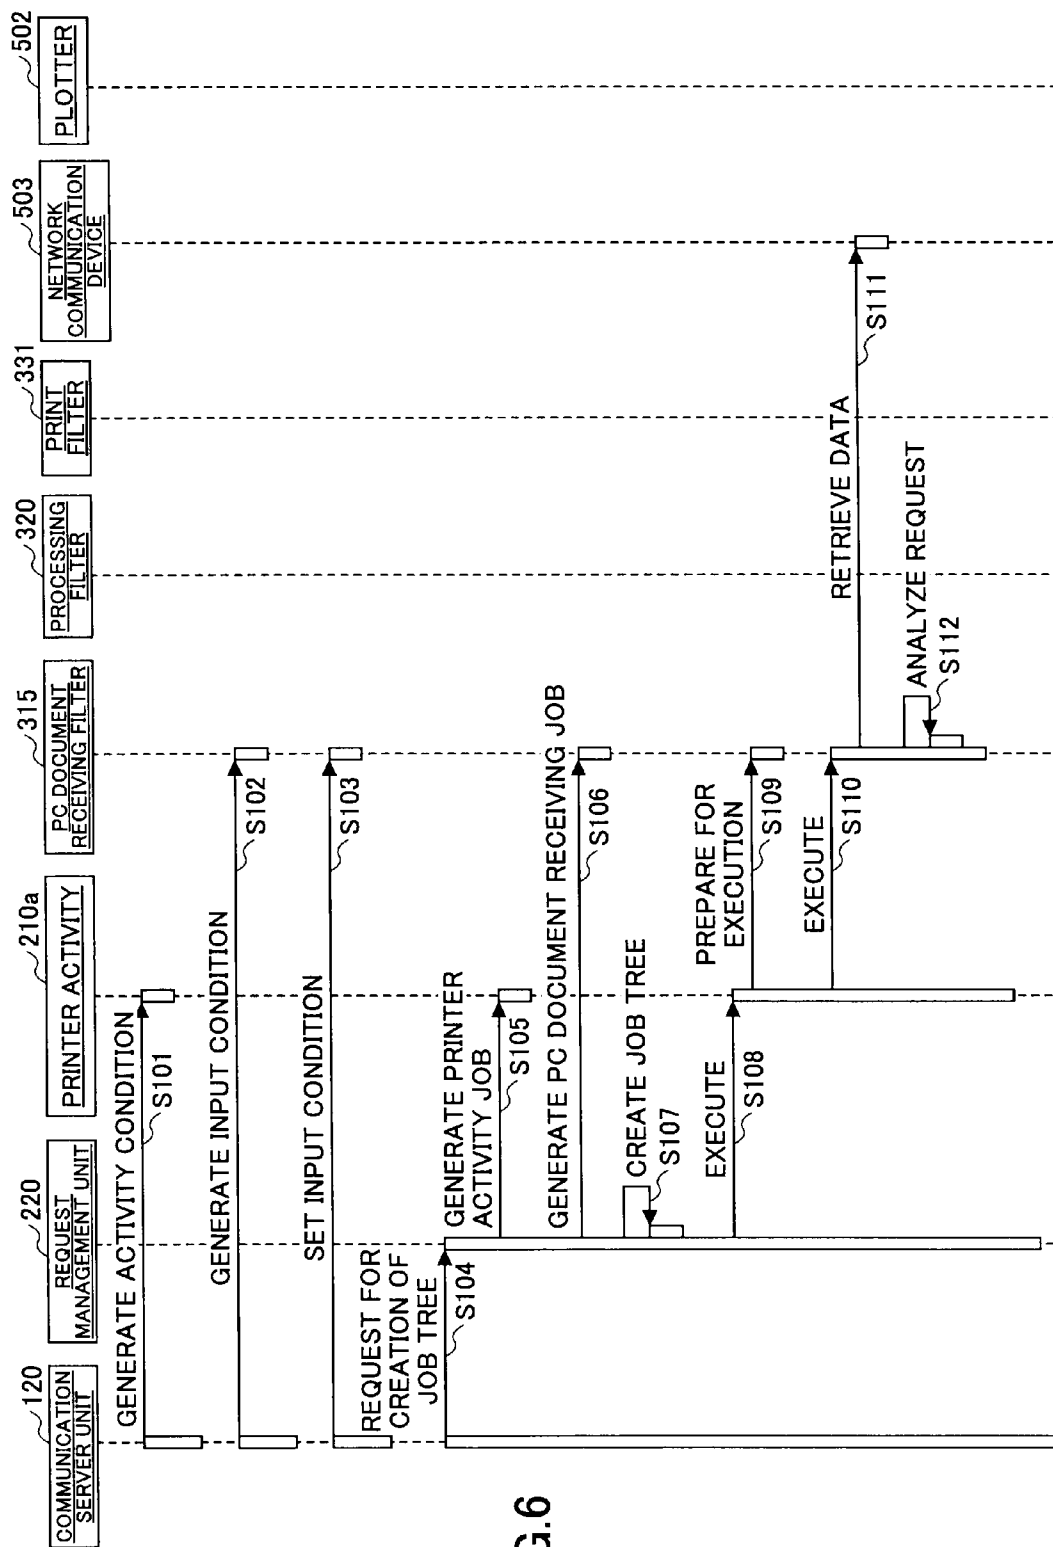 120
COMMUNICATION
SERVER UNIT
220
REQUEST
MANAGEMENT UNIT
210a
PRINTER ACTIVITY
315
PC DOCUMENT
RECEIVING FILTER
320
PROCESSING
FILTER
331
PRINT
FILTER
503
NETWORK
COMMUNICATION
DEVICE
502
PLOTTER
GENERATE ACTIVITY CONDITION
S101
GENERATE INPUT CONDITION
S102
SET INPUT CONDITION
S103
REQUEST FOR
CREATION OF
JOB TREE
S104
GENERATE PRINTER
ACTIVITY JOB
S105
GENERATE PC DOCUMENT RECEIVING JOB
S106
CREATE JOB TREE
S107
EXECUTE
S108
PREPARE FOR
EXECUTION
S109
EXECUTE
S110
RETRIEVE DATA
S111
ANALYZE REQUEST
S112
G.6